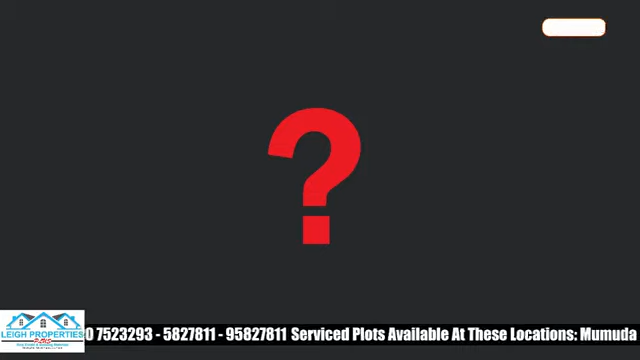 ?
LEIGH PROPERTIES
0 7523293 - 5827811 - 95827811 Serviced Plots Available At These Locations: Mumuda